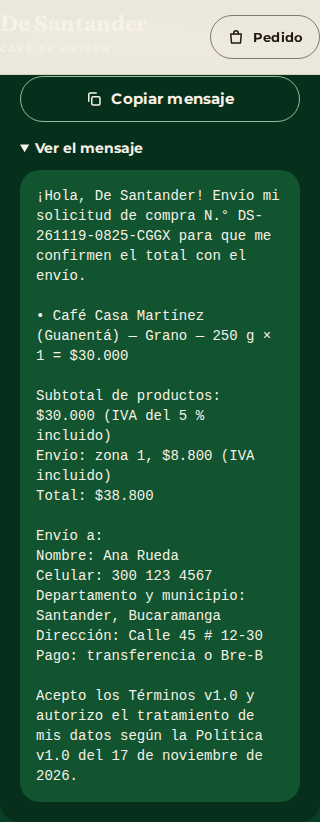 De Santander
CAFÉ DE ORIGEN
Pedido
Copiar mensaje
▼ Ver el mensaje
¡Hola, De Santander! Envío mi
solicitud de compra N.° DS-
261119-0825-CGGX para que me
confirmen el total con el
envío.
• Café Casa Martínez
(Guanentá) — Grano — 250 g ×
1 = $30.000
Subtotal de productos:
$30.000 (IVA del 5 %
incluido)
Envío: zona 1, $8.800 (IVA
incluido)
Total: $38.800
Envío a:
Nombre: Ana Rueda
Celular: 300 123 4567
Departamento y municipio:
Santander, Bucaramanga
Dirección: Calle 45 # 12-30
Pago: transferencia o Bre-B
Acepto los Términos v1.0 y
autorizo el tratamiento de
mis datos según la Política
v1.0 del 17 de noviembre de
2026.